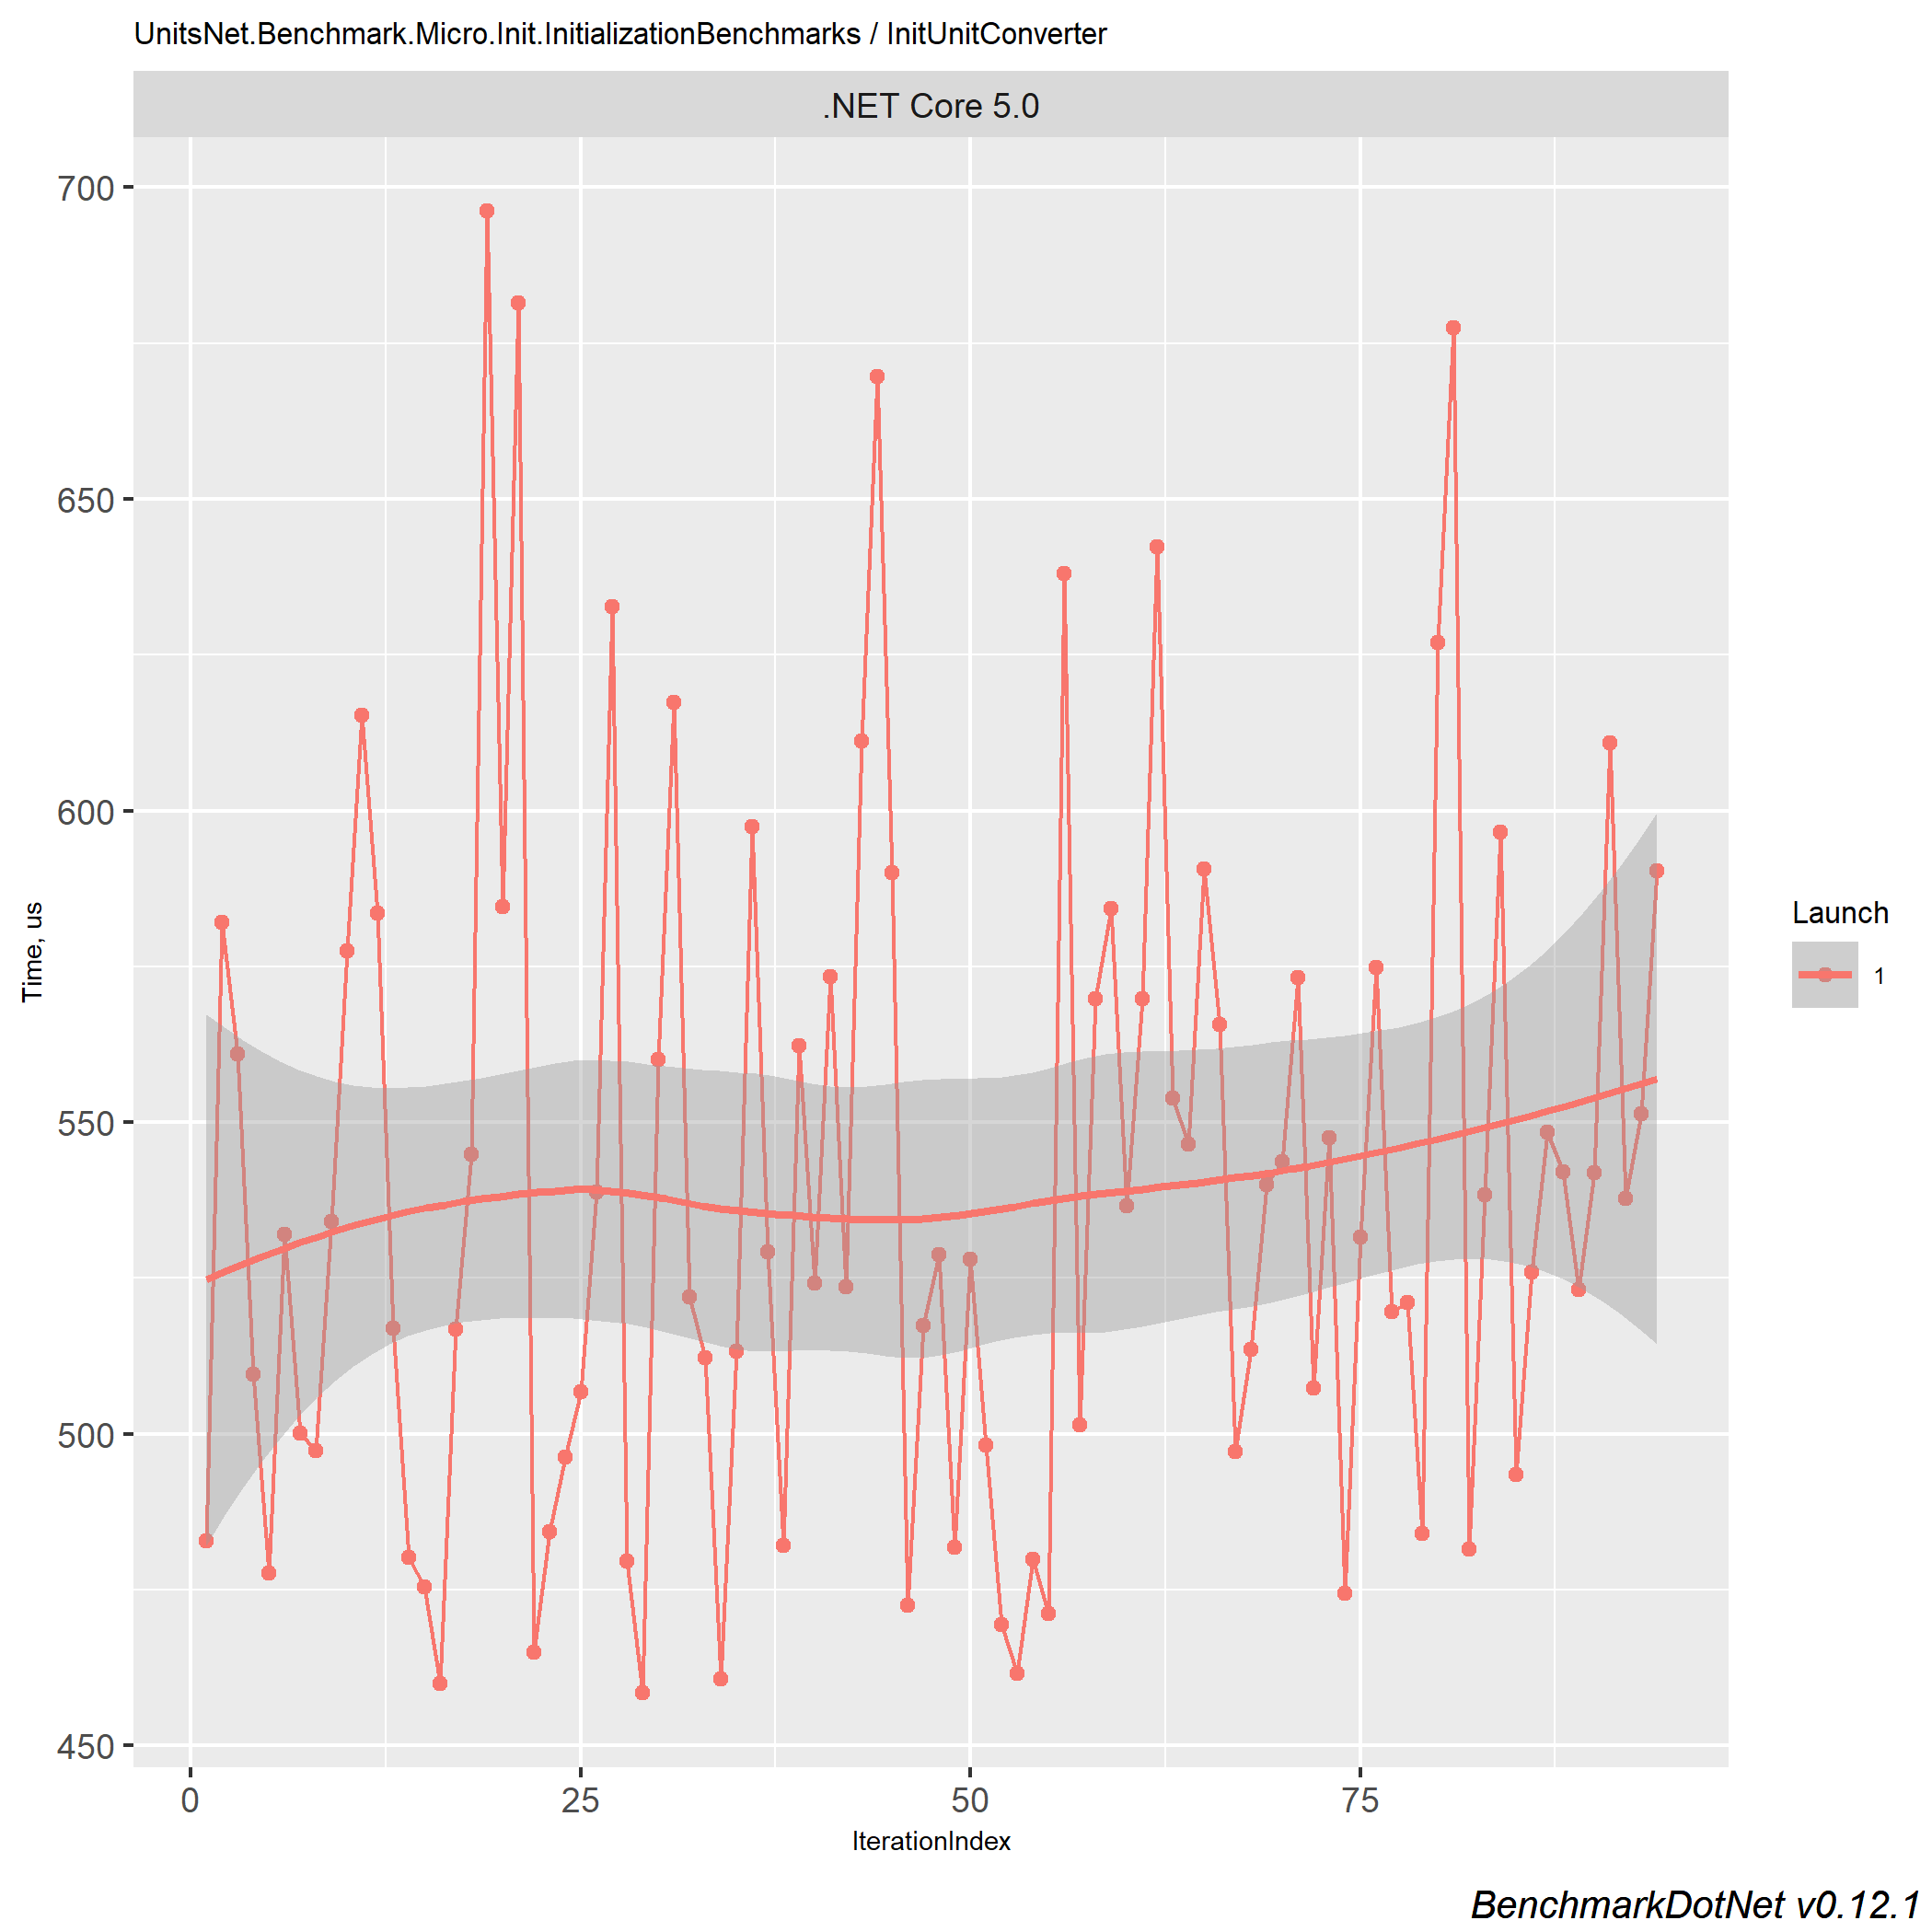 UnitsNet.Benchmark.Micro.Init.InitializationBenchmarks / InitUnitConverter
.NET Core 5.0
700
650
600
550
500
450
Time, us
0 25 50 75
IterationIndex
Launch
1
BenchmarkDotNet v0.12.1